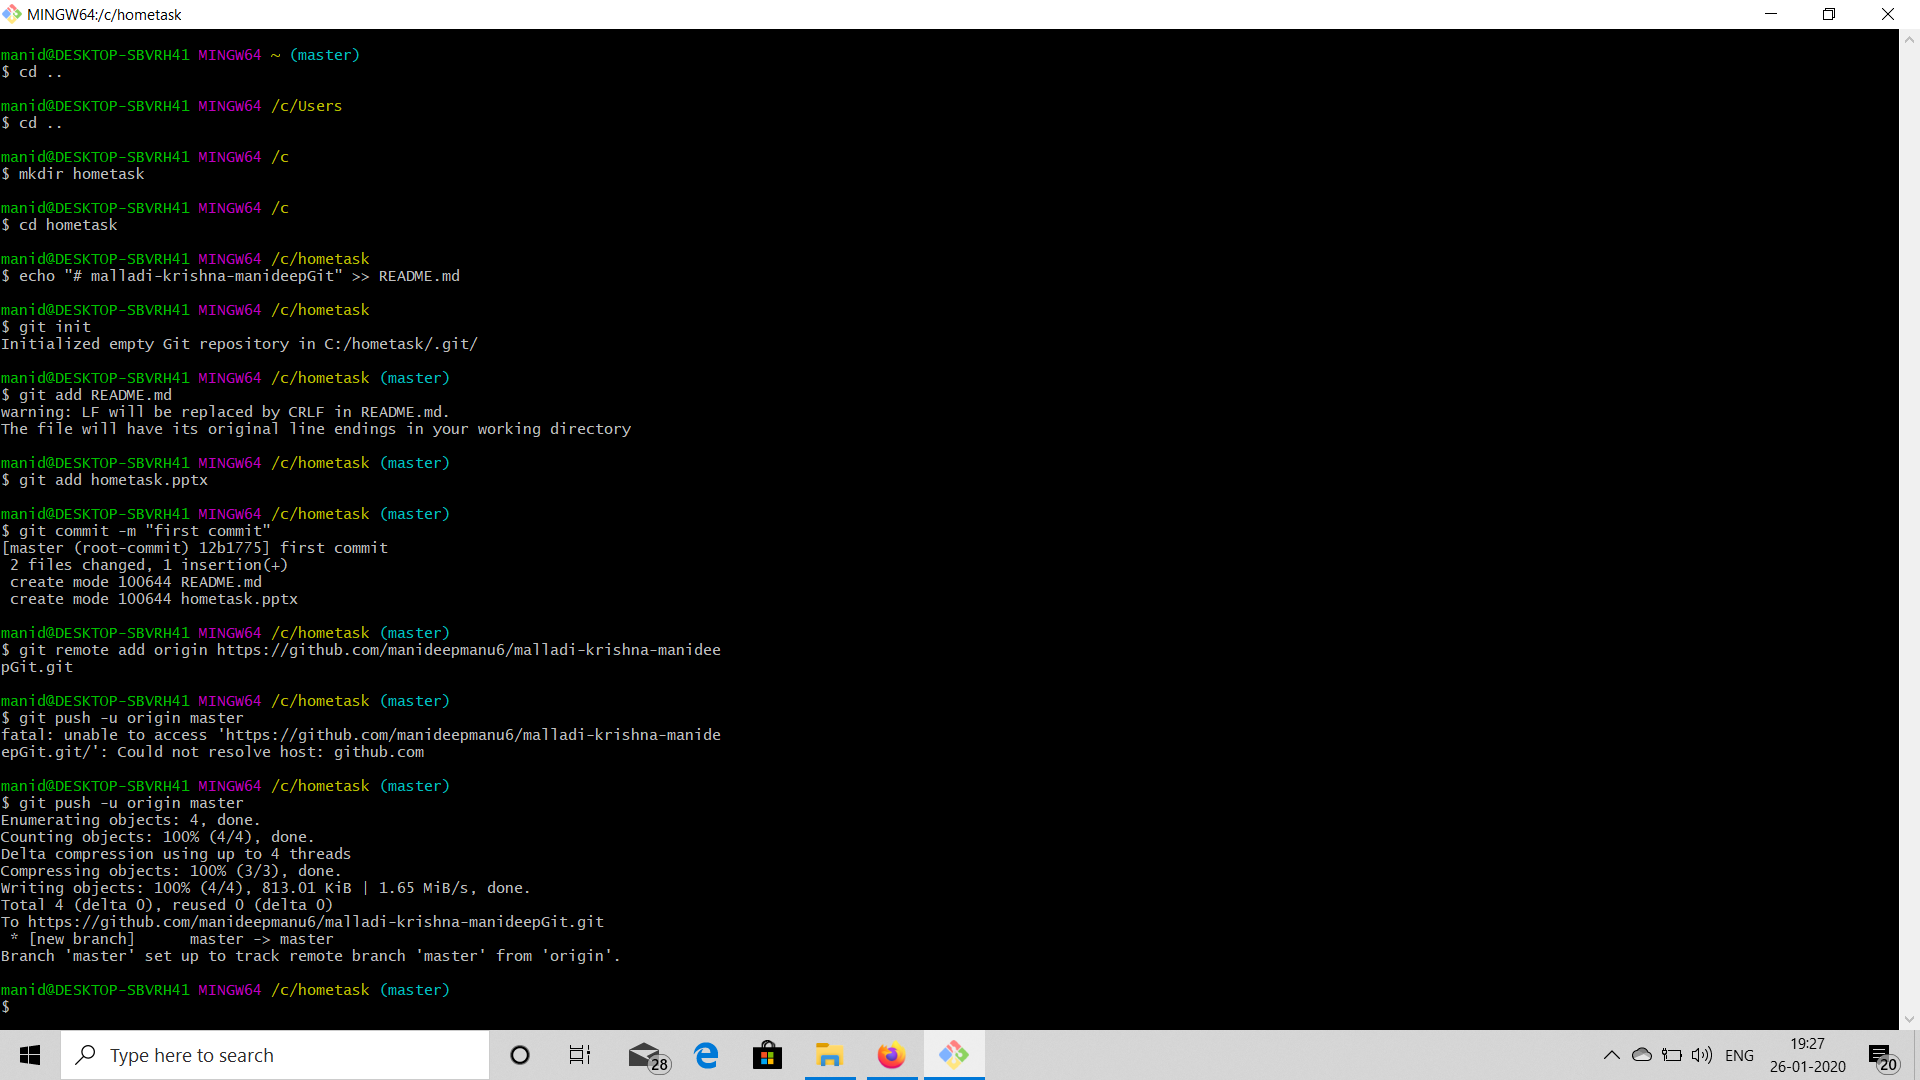 MINGW64:/c/hometask
manid@DESKTOP-SBVRH41 MINGW64 ~ (master)
$ cd ..
manid@DESKTOP-SBVRH41 MINGW64 /c/Users
$ cd ..
manid@DESKTOP-SBVRH41 MINGW64 /c
$ mkdir hometask
manid@DESKTOP-SBVRH41 MINGW64 /c
$ cd hometask
manid@DESKTOP-SBVRH41 MINGW64 /c/hometask
$ echo "# malladi-krishna-manideepGit" >> README.md
manid@DESKTOP-SBVRH41 MINGW64 /c/hometask
$ git init
Initialized empty Git repository in C:/hometask/.git/
manid@DESKTOP-SBVRH41 MINGW64 /c/hometask (master)
$ git add README.md
warning: LF will be replaced by CRLF in README.md.
The file will have its original line endings in your working directory
manid@DESKTOP-SBVRH41 MINGW64 /c/hometask (master)
$ git add hometask.pptx
manid@DESKTOP-SBVRH41 MINGW64 /c/hometask (master)
$ git commit -m "first commit"
[master (root-commit) 12b1775] first commit
 2 files changed, 1 insertion(+)
 create mode 100644 README.md
 create mode 100644 hometask.pptx
manid@DESKTOP-SBVRH41 MINGW64 /c/hometask (master)
$ git remote add origin https://github.com/manideepmanu6/malladi-krishna-manidee
pGit.git
manid@DESKTOP-SBVRH41 MINGW64 /c/hometask (master)
$ git push -u origin master
fatal: unable to access 'https://github.com/manideepmanu6/malladi-krishna-manide
epGit.git/': Could not resolve host: github.com
manid@DESKTOP-SBVRH41 MINGW64 /c/hometask (master)
$ git push -u origin master
Enumerating objects: 4, done.
Counting objects: 100% (4/4), done.
Delta compression using up to 4 threads
Compressing objects: 100% (3/3), done.
Writing objects: 100% (4/4), 813.01 KiB | 1.65 MiB/s, done.
Total 4 (delta 0), reused 0 (delta 0)
To https://github.com/manideepmanu6/malladi-krishna-manideepGit.git
 * [new branch]      master -> master
Branch 'master' set up to track remote branch 'master' from 'origin'.
manid@DESKTOP-SBVRH41 MINGW64 /c/hometask (master)
$
Type here to search
28
ENG
19:27
26-01-2020
20